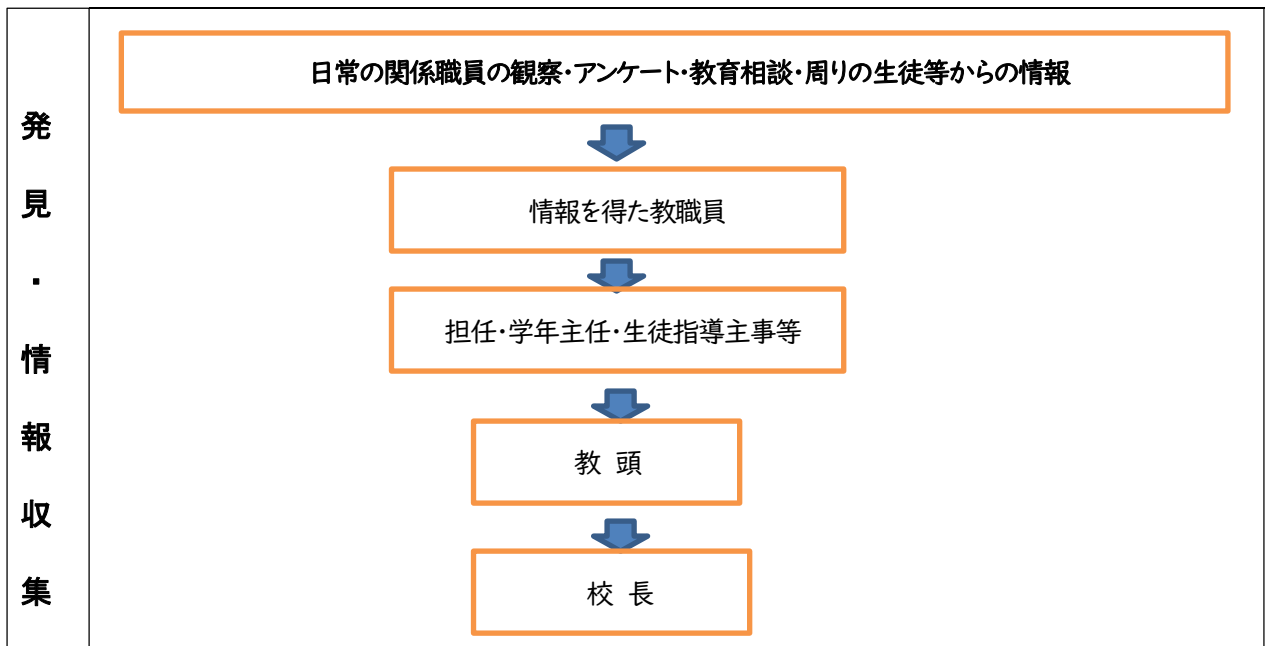 発見・情報収集
日常の関係職員の観察・アンケート・教育相談・周りの生徒等からの情報
情報を得た教職員
担任・学年主任・生徒指導主事等
教 頭
校 長